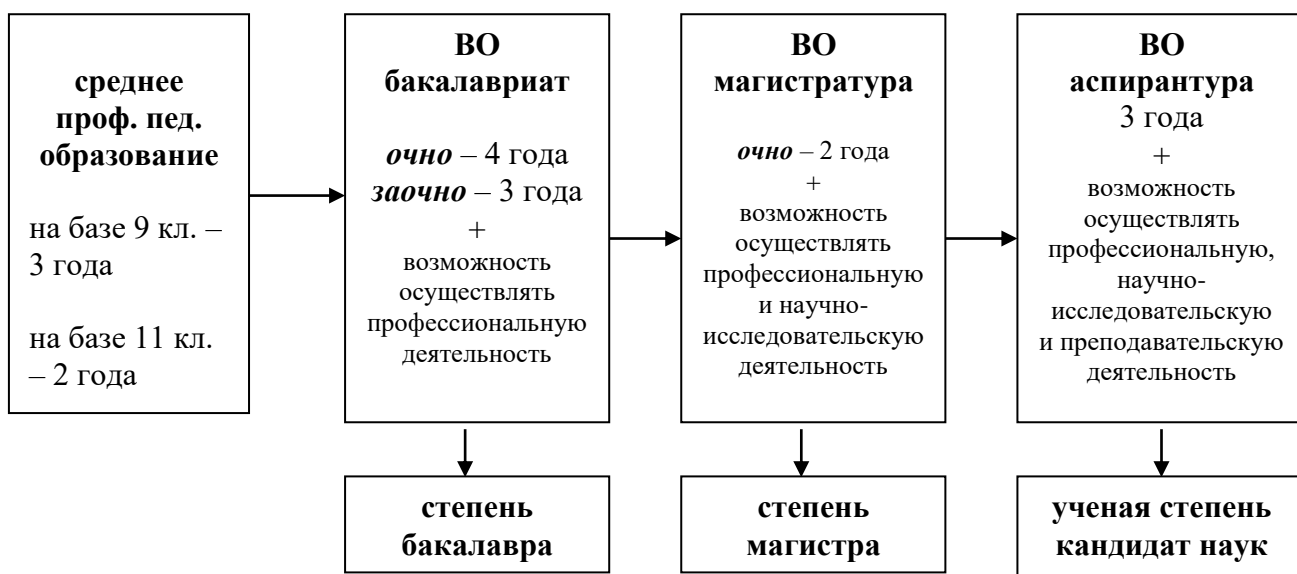 среднее
проф. пед.
образование
на базе 9 кл. –
3 года
на базе 11 кл.
– 2 года
ВО
бакалавриат
очно – 4 года
заочно – 3 года
+
возможность
осуществлять
профессиональную
деятельность
ВО
магистратура
очно – 2 года
+
возможность
осуществлять
профессиональную
и научно-
исследовательскую
деятельность
ВО
аспирантура
3 года
+
возможность
осуществлять
профессиональную,
научно-
исследовательскую
и преподавательскую
деятельность
степень
бакалавра
степень
магистра
ученая степень
кандидат наук